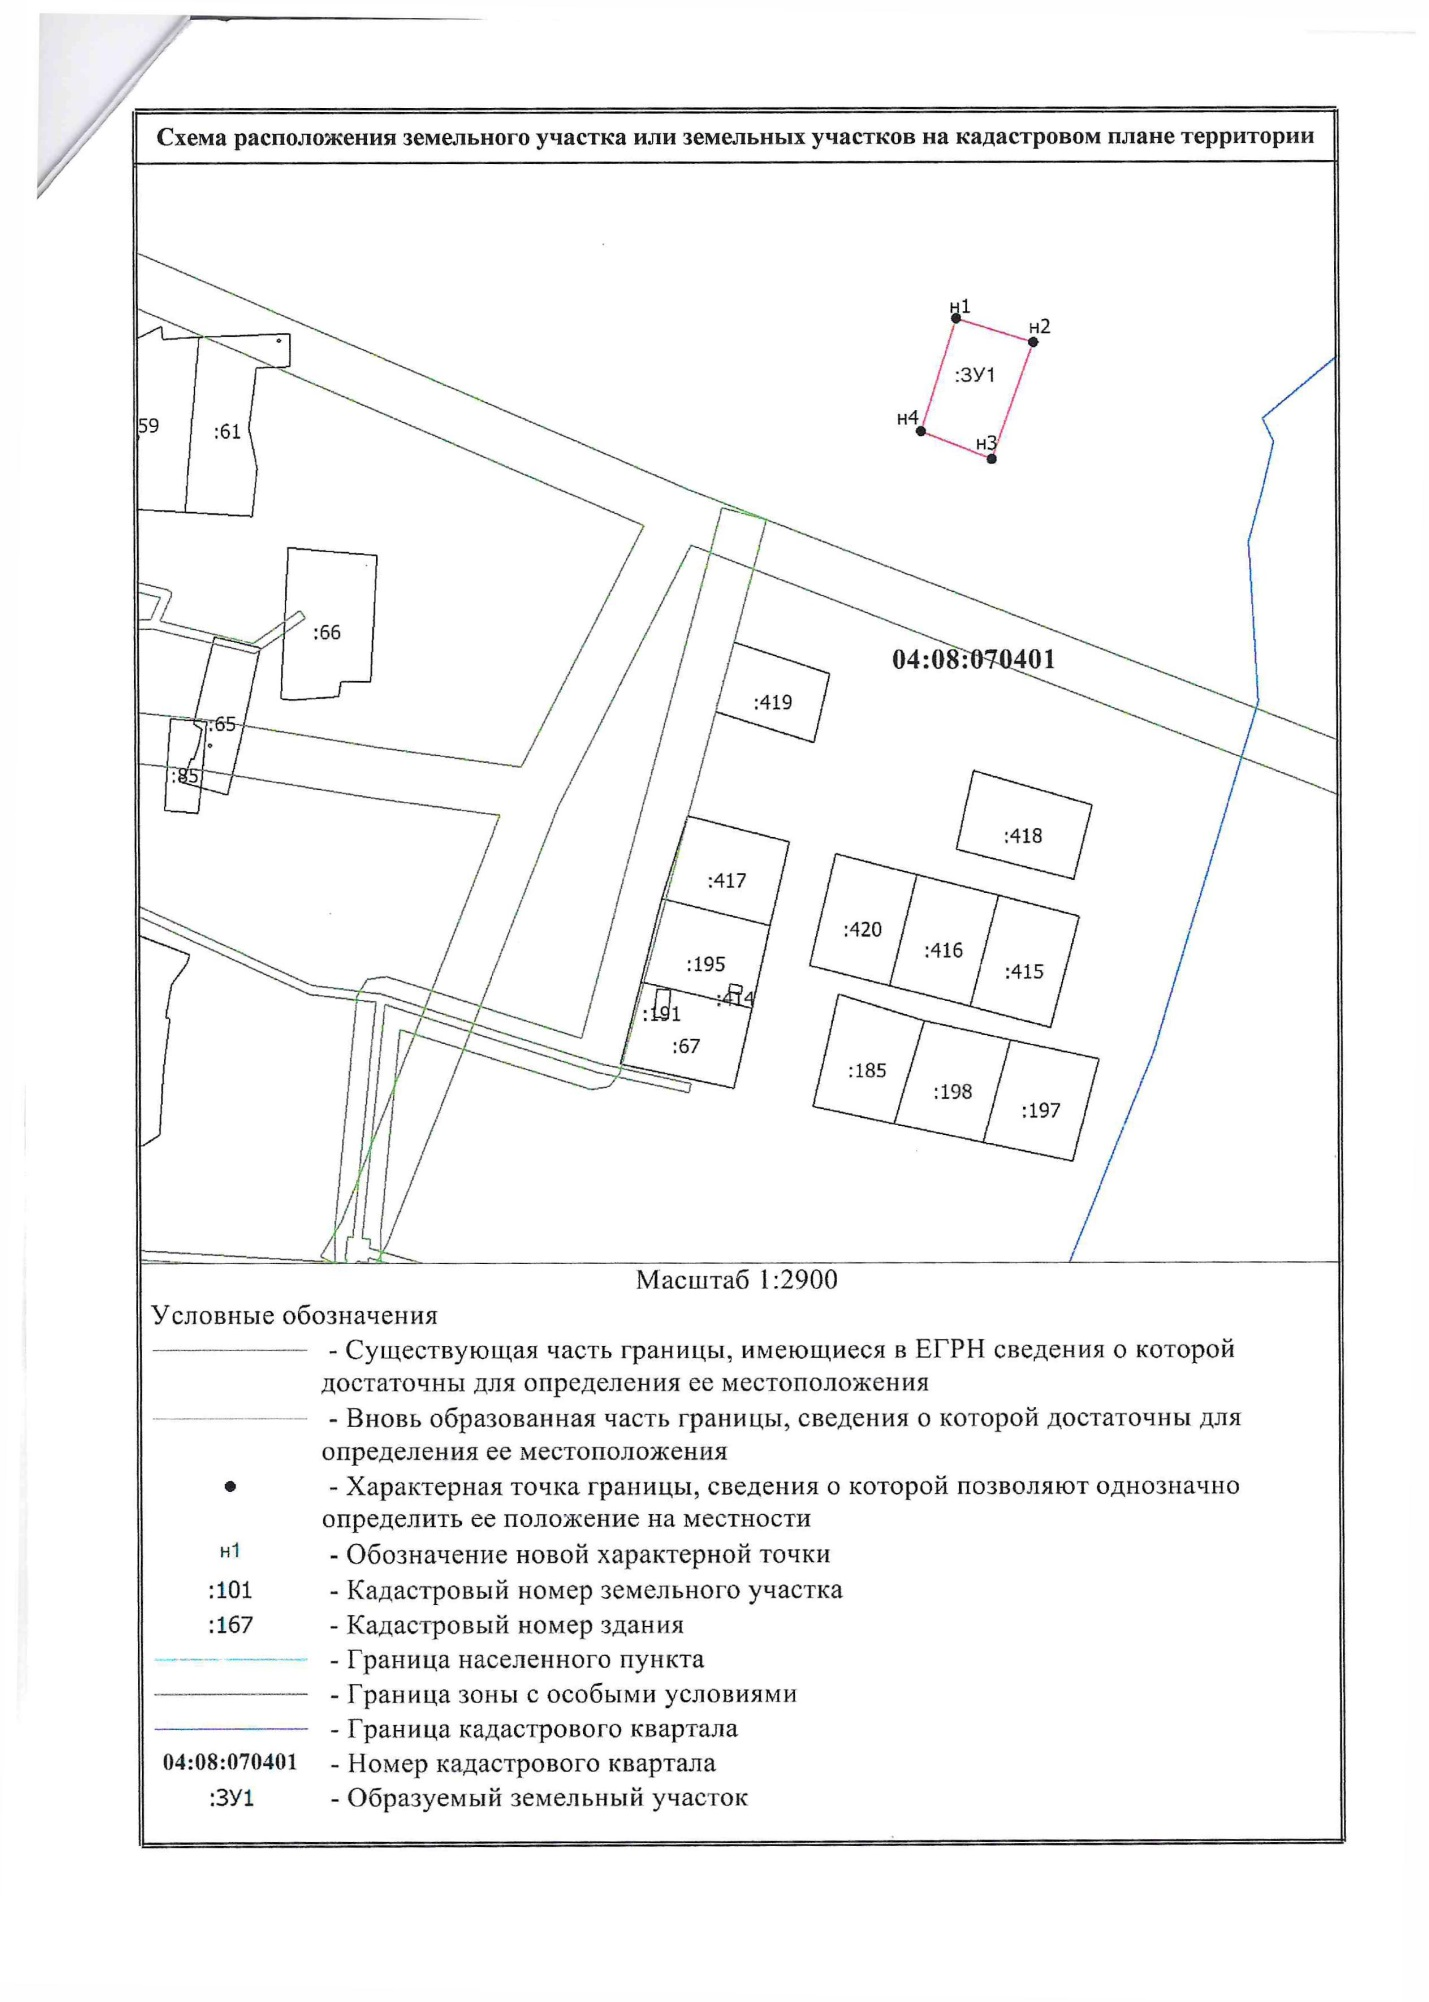 Схема расположения земельного участка или земельных участков на кадастровом плане территории
н1
н2
:ЗУ1
н4
н3
59
:61
:66
04:08:070401
:419
:65
:85
:418
:417
:420
:416
:195
:415
:414
:191
:67
:185
:198
:197
Масштаб 1:2900
Условные обозначения
- Существующая часть границы, имеющиеся в ЕГРН сведения о которой
достаточны для определения ее местоположения
- Вновь образованная часть границы, сведения о которой достаточны для
определения ее местоположения
- Характерная точка границы, сведения о которой позволяют однозначно
определить ее положение на местности
н1 - Обозначение новой характерной точки
:101 - Кадастровый номер земельного участка
:167 - Кадастровый номер здания
- Граница населенного пункта
- Граница зоны с особыми условиями
- Граница кадастрового квартала
04:08:070401 - Номер кадастрового квартала
:ЗУ1 - Образуемый земельный участок